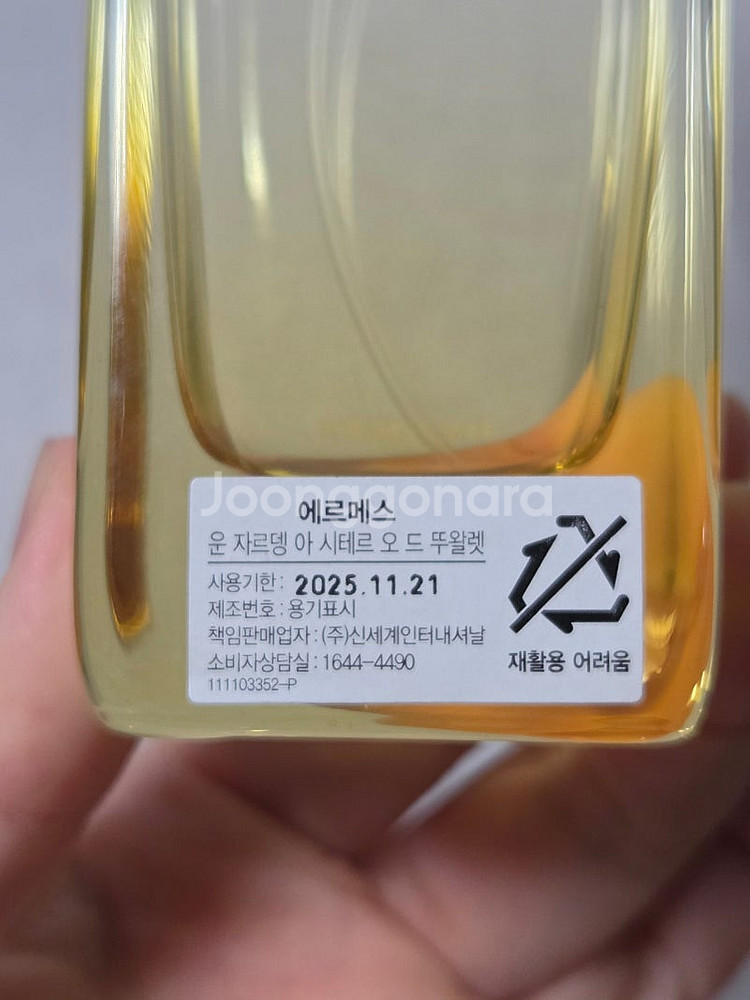 Joonggonara
에르메스
운 자르뎅 아 시테르 오 드 뚜왈렛
사용기한: 2025.11.21
제조번호: 용기표시
책임판매업자: (주)신세계인터내셔날
소비자상담실: 1644-4490
111103352-P
재활용 어려움